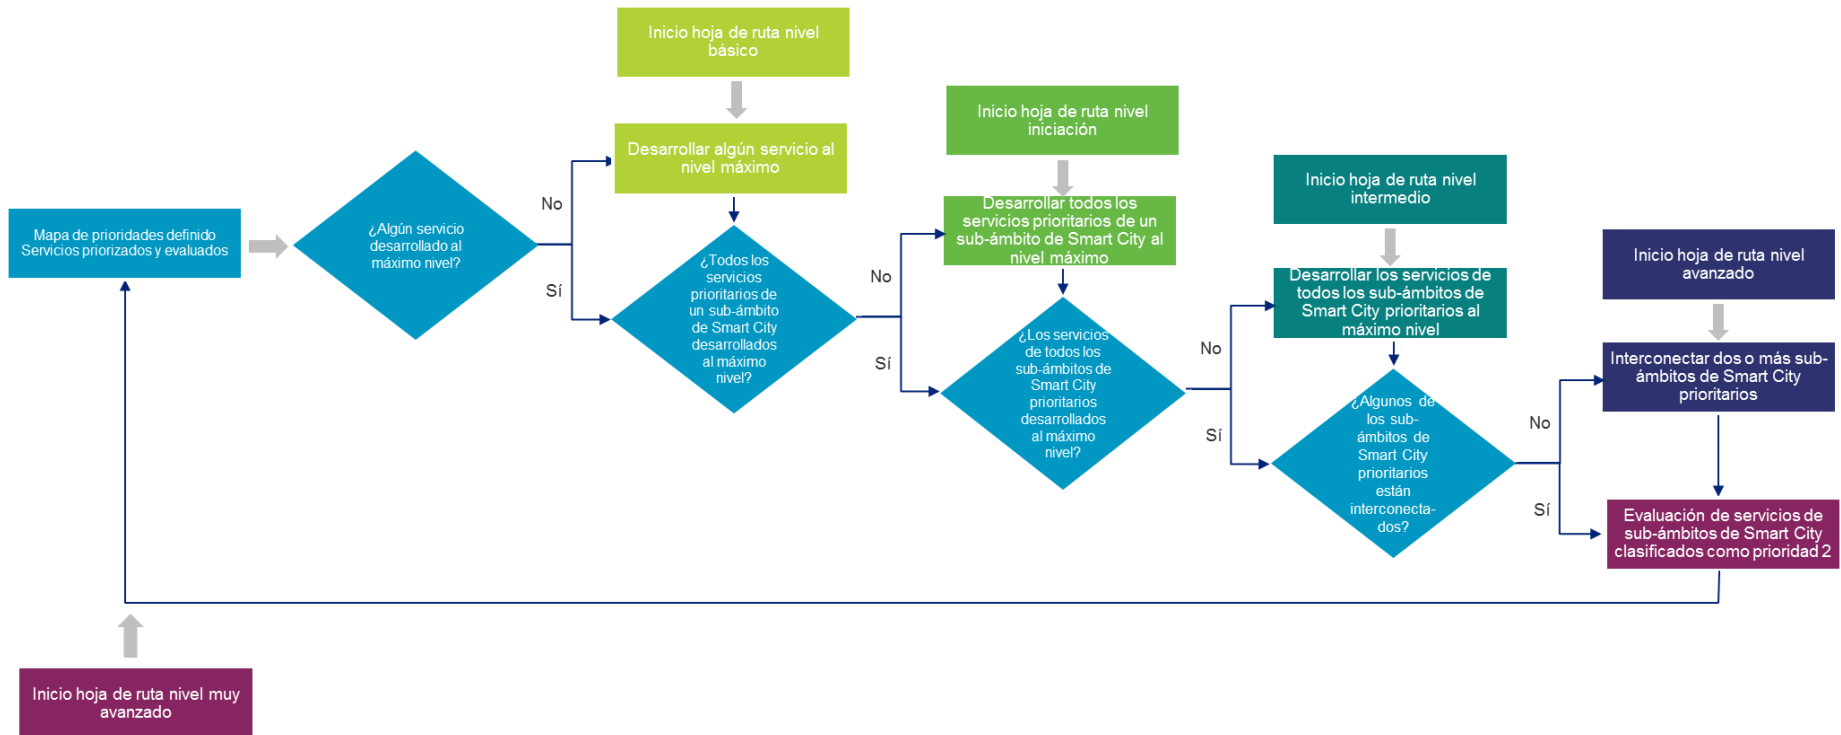 Inicio hoja de ruta nivel
básico
Desarrollar algún servicio al
nivel máximo
Inicio hoja de ruta nivel
iniciación
Desarrollar todos los
servicios prioritarios de un
sub-ámbito de Smart City al
nivel máximo
Inicio hoja de ruta nivel
intermedio
Desarrollar los servicios de
todos los sub-ámbitos de
Smart City prioritarios al
máximo nivel
Inicio hoja de ruta nivel
avanzado
Interconectar dos o más sub-
ámbitos de Smart City
prioritarios
Mapa de prioridades definido
Servicios priorizados y evaluados
¿Algún servicio
desarrollado al
máximo nivel?
No
Sí
¿Todos los
servicios
prioritarios de
un sub-ámbito
de Smart City
desarrollados
al máximo
nivel?
No
Sí
¿Los servicios
de todos los
sub-ámbitos de
Smart City
prioritarios
desarrollados
al máximo
nivel?
No
Sí
¿Algunos de
los sub-
ámbitos de
Smart City
prioritarios
están
interconecta-
dos?
No
Sí
Evaluación de servicios de
sub-ámbitos de Smart City
clasificados como prioridad 2
Inicio hoja de ruta nivel muy
avanzado